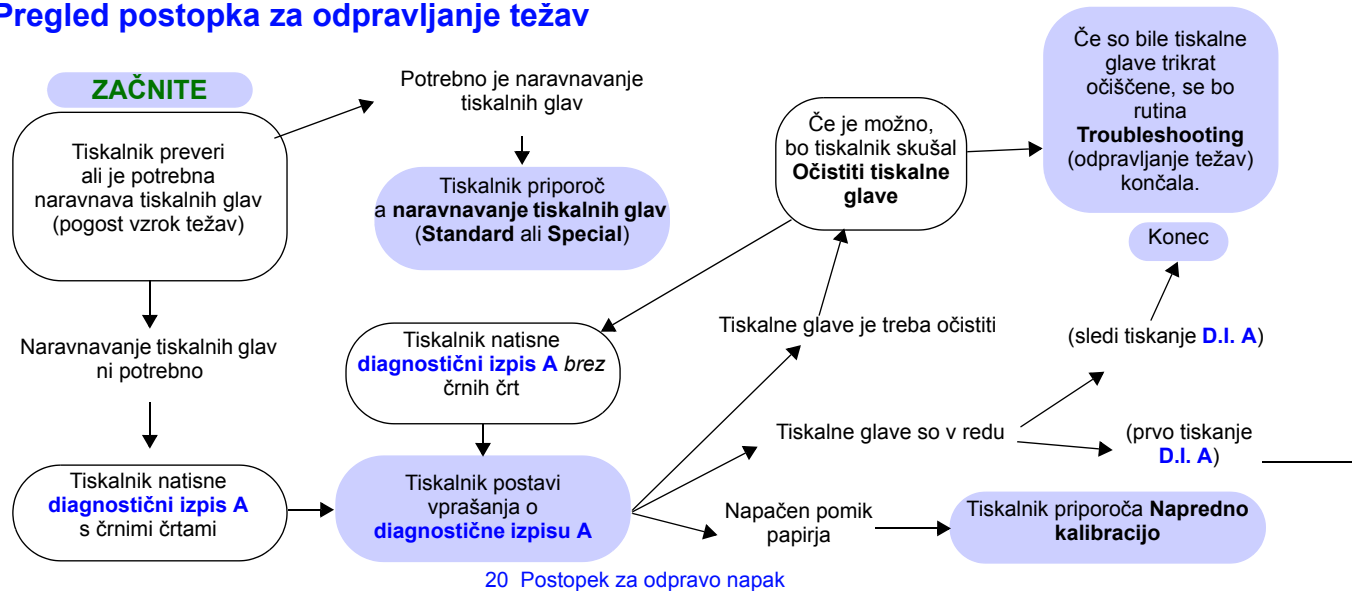 Pregled postopka za odpravljanje težav
ZAČNITE
Tiskalnik preveri
ali je potrebna
naravnava tiskalnih glav
(pogost vzrok težav)
Potrebno je naravnavanje
tiskalnih glav
Tiskalnik priporoč
a naravnavanje tiskalnih glav
(Standard ali Special)
Naravnavanje tiskalnih glav
ni potrebno
Tiskalnik natisne
diagnostični izpis A
s črnimi črtami
Tiskalnik natisne
diagnostični izpis A brez
črnih črt
Tiskalnik postavi
vprašanja o
diagnostične izpisu A
Če je možno,
bo tiskalnik skušal
Očistiti tiskalne
glave
Če so bile tiskalne
glave trikrat
očiščene, se bo
rutina
Troubleshooting
(odpravljanje težav)
končala.
Konec
Tiskalne glave je treba očistiti
(sledi tiskanje D.I. A)
Tiskalne glave so v redu
(prvo tiskanje
D.I. A)
Napačen pomik
papirja
Tiskalnik priporoča Napredno
kalibracijo
20 Postopek za odpravo napak